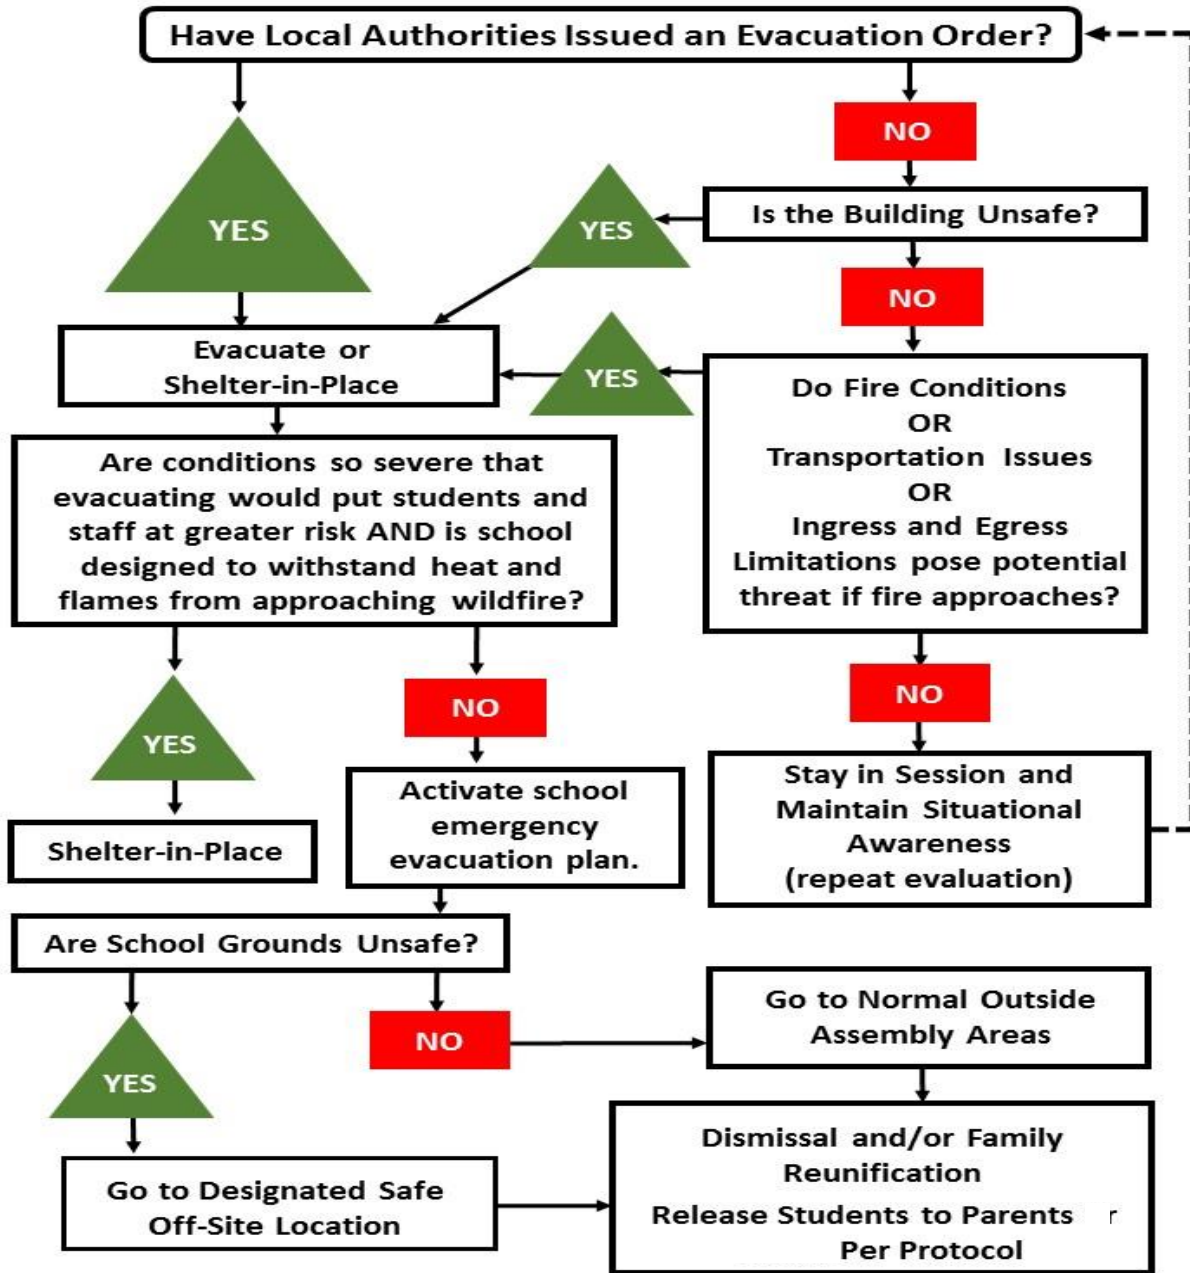 Have Local Authorities Issued an Evacuation Order?
NO
YES
Is the Building Unsafe?
YES
NO
Evacuate or
Shelter-in-Place
YES
Do Fire Conditions
OR
Transportation Issues
OR
Ingress and Egress
Limitations pose potential
threat if fire approaches?
Are conditions so severe that
evacuating would put students and
staff at greater risk AND is school
designed to withstand heat and
flames from approaching wildfire?
NO
YES
NO
Stay in Session and
Maintain Situational
Awareness
(repeat evaluation)
Shelter-in-Place
Activate school
emergency
evacuation plan.
Are School Grounds Unsafe?
YES
NO
Go to Normal Outside
Assembly Areas
Go to Designated Safe
Off-Site Location
Dismissal and/or Family
Reunification
Release Students to Parents
Per Protocol